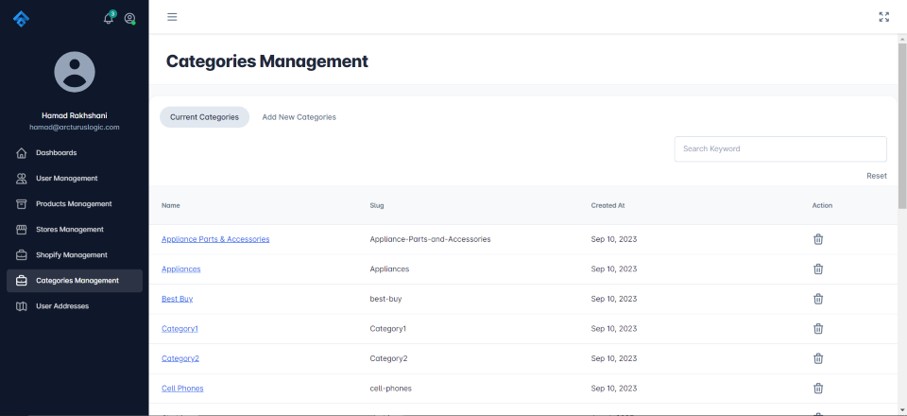 3
Categories Management
Hamad Rakhshani
hamad@arcturuslogic.com
Dashboards
User Management
Products Management
Stores Management
Shopify Management
Categories Management
User Addresses
Current Categories Add New Categories
Search Keyword
Reset
Name Slug Created At Action
Appliance Parts & Accessories Appliance-Parts-and-Accessories Sep 10, 2023
Appliances Appliances Sep 10, 2023
Best Buy best-buy Sep 10, 2023
Category1 Category1 Sep 10, 2023
Category2 Category2 Sep 10, 2023
Cell Phones cell-phones Sep 10, 2023